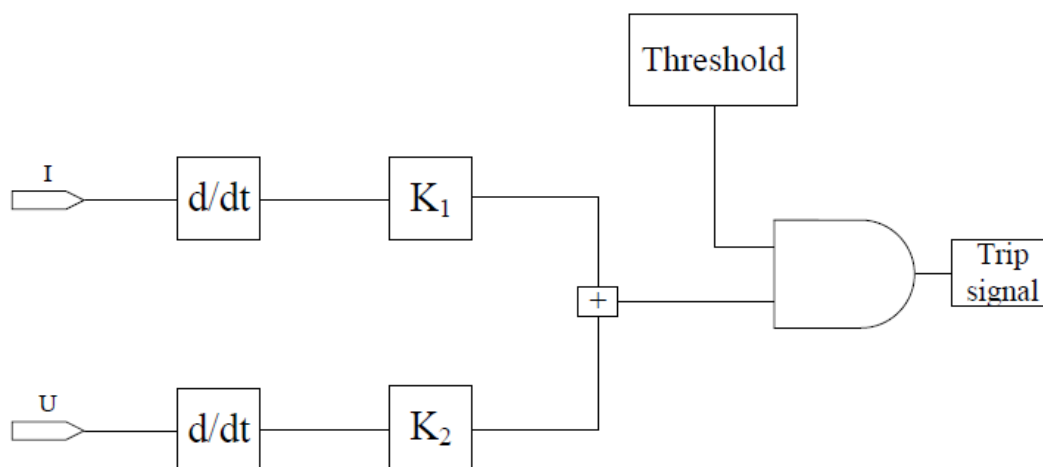 Threshold
I
d/dt
K₁
+
Trip
signal
U
d/dt
K₂